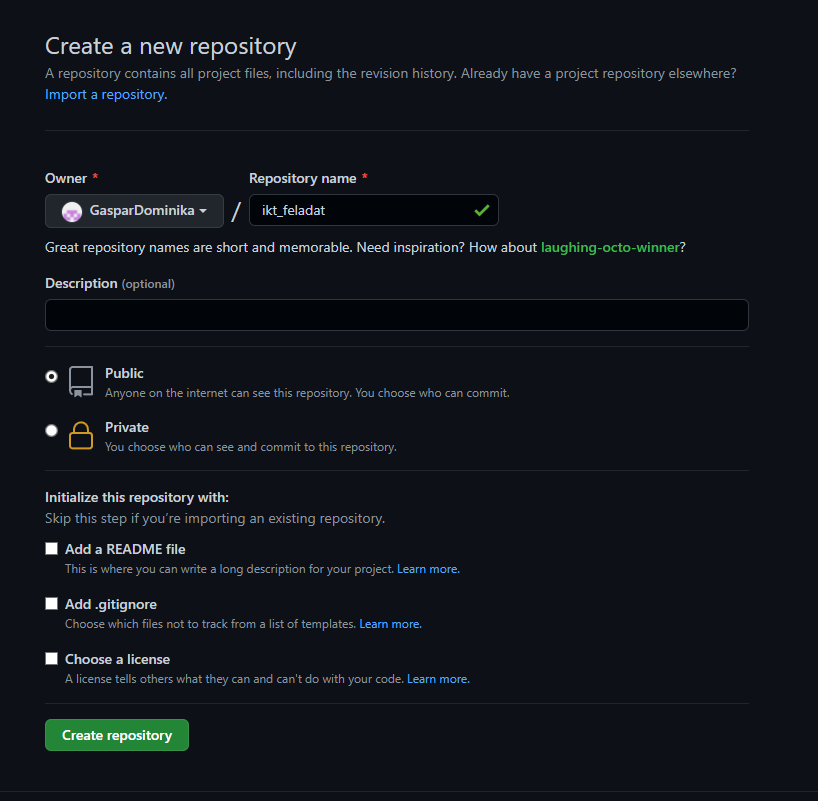 Create a new repository
A repository contains all project files, including the revision history. Already have a project repository elsewhere?
Import a repository.
Owner * Repository name *
GasparDominika / ikt_feladat
Great repository names are short and memorable. Need inspiration? How about laughing-octo-winner?
Description (optional)
Public
Anyone on the internet can see this repository. You choose who can commit.
Private
You choose who can see and commit to this repository.
Initialize this repository with:
Skip this step if you’re importing an existing repository.
Add a README file
This is where you can write a long description for your project. Learn more.
Add .gitignore
Choose which files not to track from a list of templates. Learn more.
Choose a license
A license tells others what they can and can't do with your code. Learn more.
Create repository